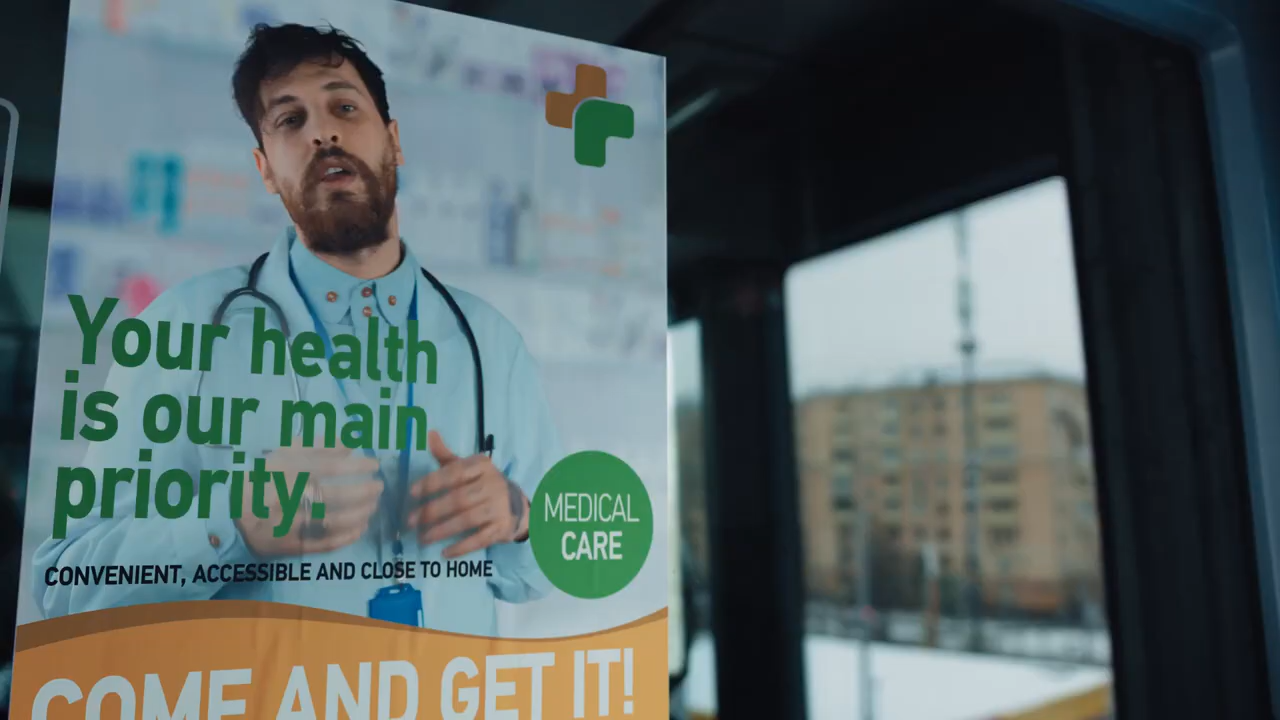 Your health
is our main
priority.
MEDICAL
CARE
CONVENIENT, ACCESSIBLE AND CLOSE TO HOME
COME AND GET IT!